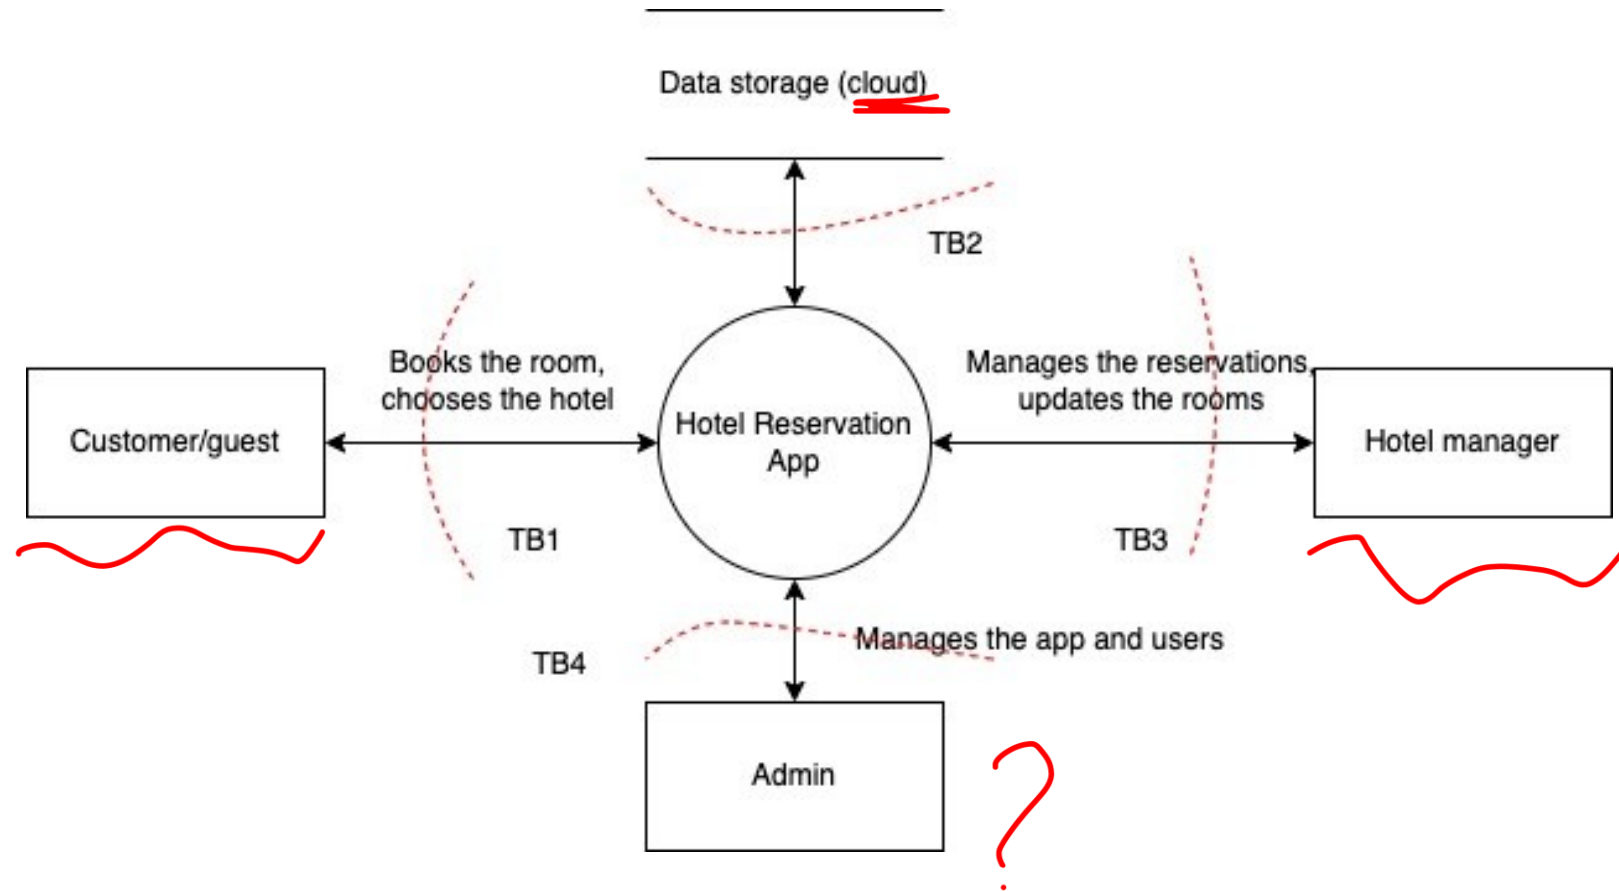 Data storage (cloud)
TB2
Books the room,
chooses the hotel
Manages the reservations,
updates the rooms
Customer/guest
Hotel Reservation
App
Hotel manager
TB1
TB3
Manages the app and users
TB4
Admin
?